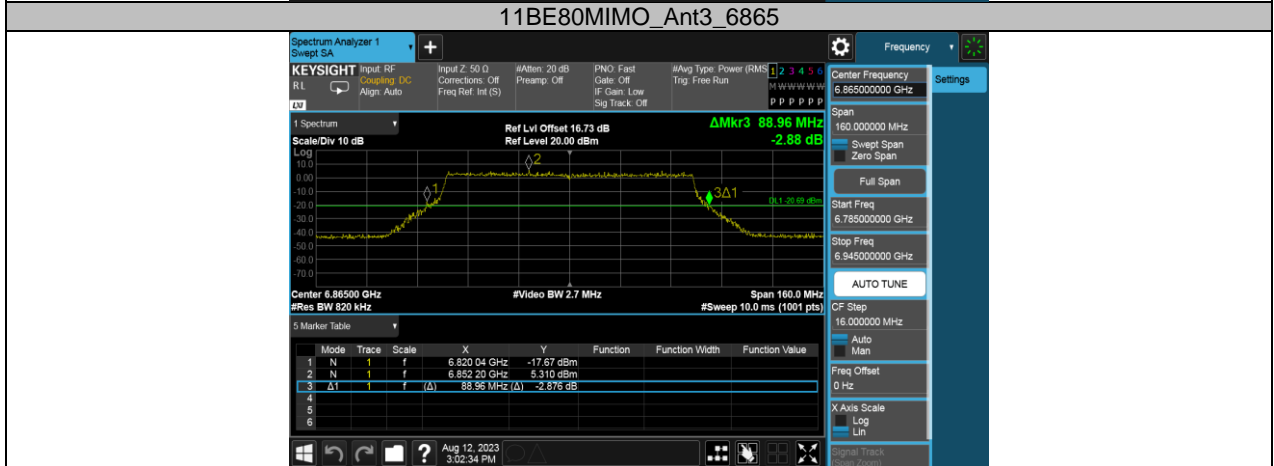 11BE80MIMO_Ant3_6865
Spectrum Analyzer 1
Swept SA
+
Frequency
KEYSIGHT Input: RF Input Z: 50 Ω #Atten: 20 dB PNO: Fast #Avg Type: Power (RMS 1 2 3 4 5 6
RL Coupling: DC Corrections: Off Preamp: Off Gate: Off Trig: Free Run M W W W W W
Align: Auto Freq Ref: Int (S) IF Gain: Low
LXI Sig Track: Off P P P P P P
Center Frequency
6.865000000 GHz
Settings
1 Spectrum
Scale/Div 10 dB
Ref Lvl Offset 16.73 dB
Ref Level 20.00 dBm
ΔMkr3 88.96 MHz
-2.88 dB
Log
10.0
0.00
-10.0
-20.0
-30.0
-40.0
-50.0
-60.0
-70.0
1
2
3Δ1
DL1 -20.69 dBm
Center 6.86500 GHz #Video BW 2.7 MHz Span 160.0 MHz
#Res BW 820 kHz #Sweep 10.0 ms (1001 pts)
Span
160.000000 MHz
Swept Span
Zero Span
Full Span
Start Freq
6.785000000 GHz
Stop Freq
6.945000000 GHz
AUTO TUNE
CF Step
16.000000 MHz
Auto
Man
Freq Offset
0 Hz
X Axis Scale
Log
Lin
Signal Track
(Span Zoom)
5 Marker Table
Mode Trace Scale X Y Function Function Width Function Value
1 N 1 f 6.820 04 GHz -17.67 dBm
2 N 1 f 6.852 20 GHz 5.310 dBm
3 Δ1 1 f (Δ) 88.96 MHz (Δ) -2.876 dB
4
5
6
? Aug 12, 2023
3:02:34 PM